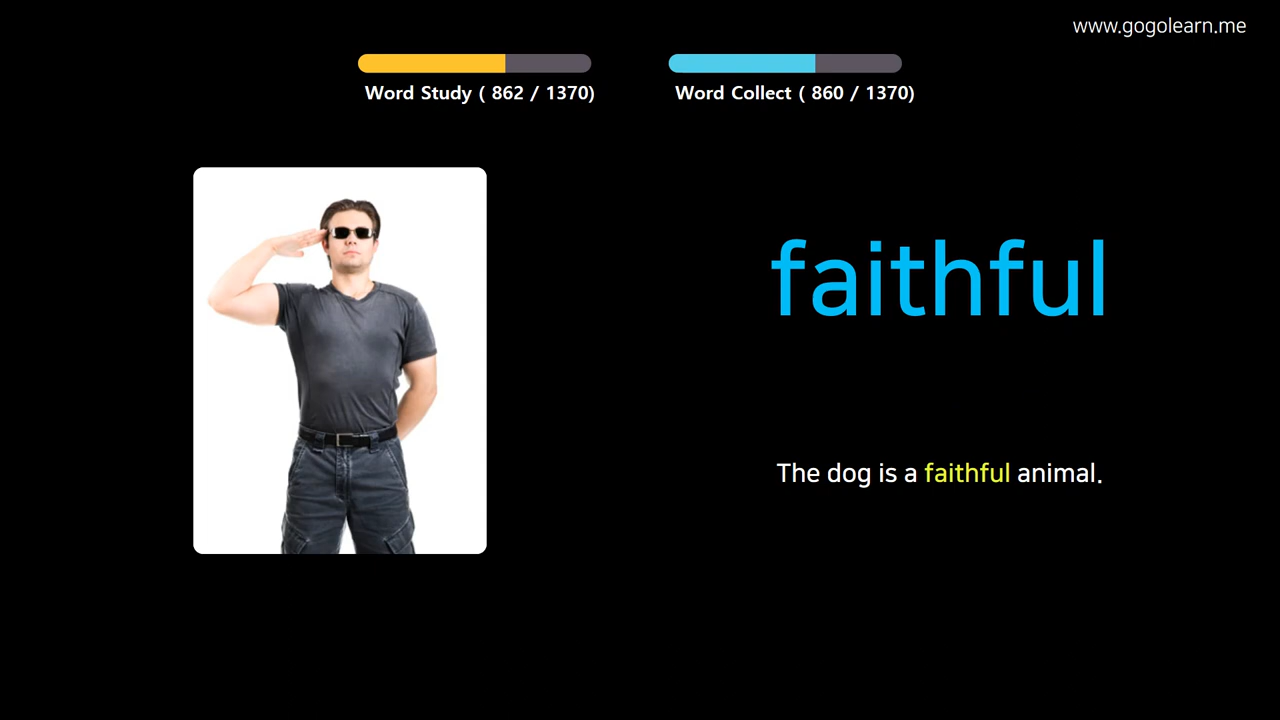 www.gogolearn.me
Word Study ( 862 / 1370)
Word Collect ( 860 / 1370)
faithful
The dog is a faithful animal.